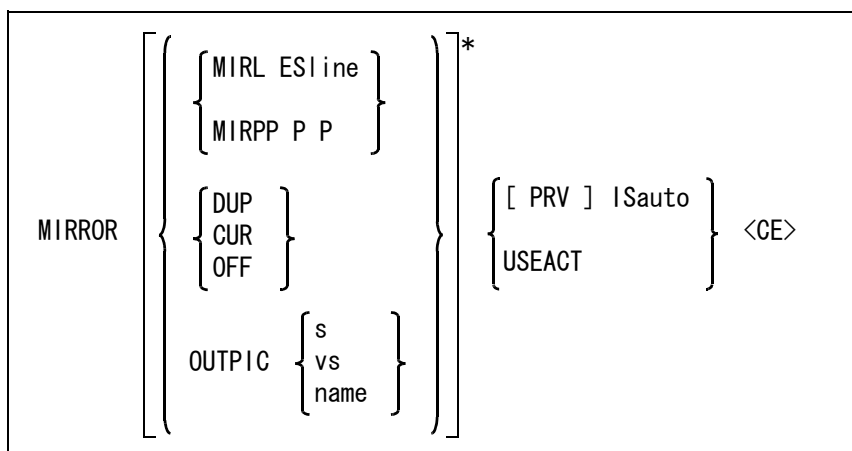 *
MIRL ESline
MIRPP P P
MIRROR
DUP
CUR
OFF
[ PRV ] ISauto
USEACT
<CE>
OUTPIC
s
vs
name